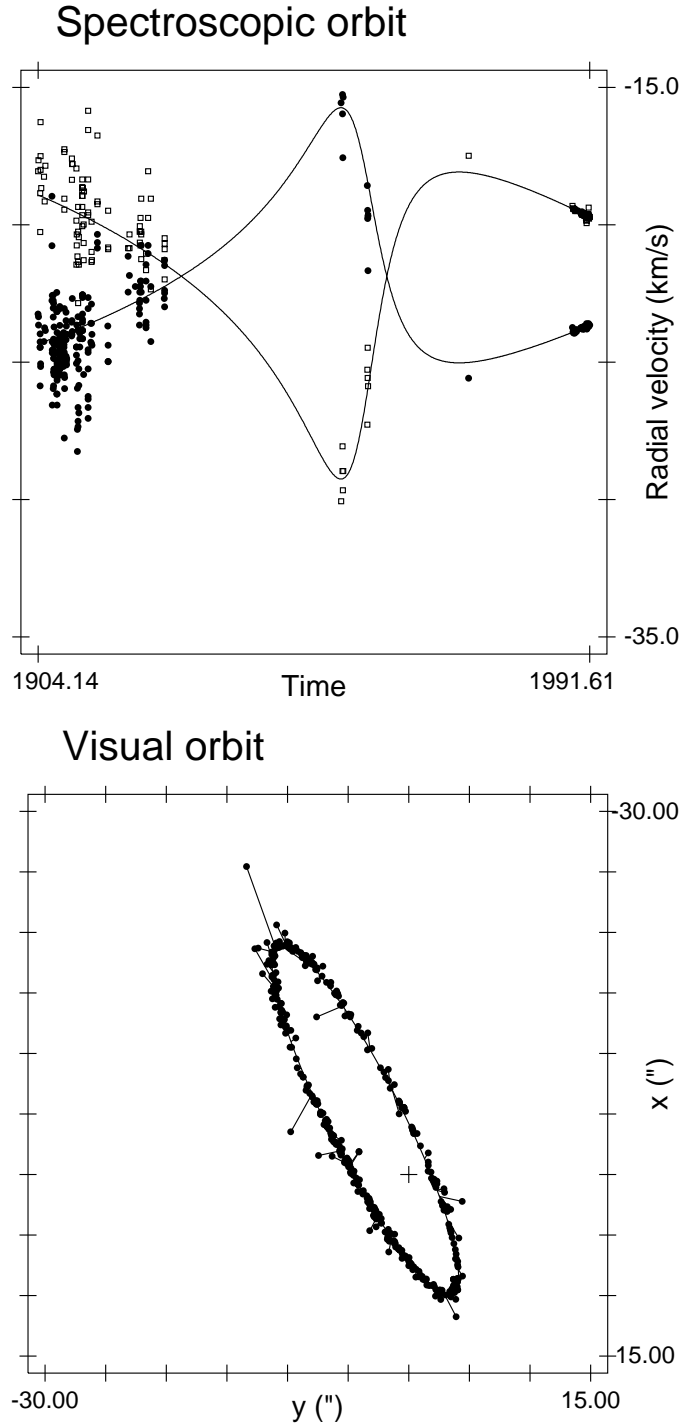 Spectroscopic orbit
-15.0
Radial velocity (km/s)
-35.0
1904.14
Time
1991.61
Visual orbit
-30.00
x (")
15.00
-30.00
y (")
15.00